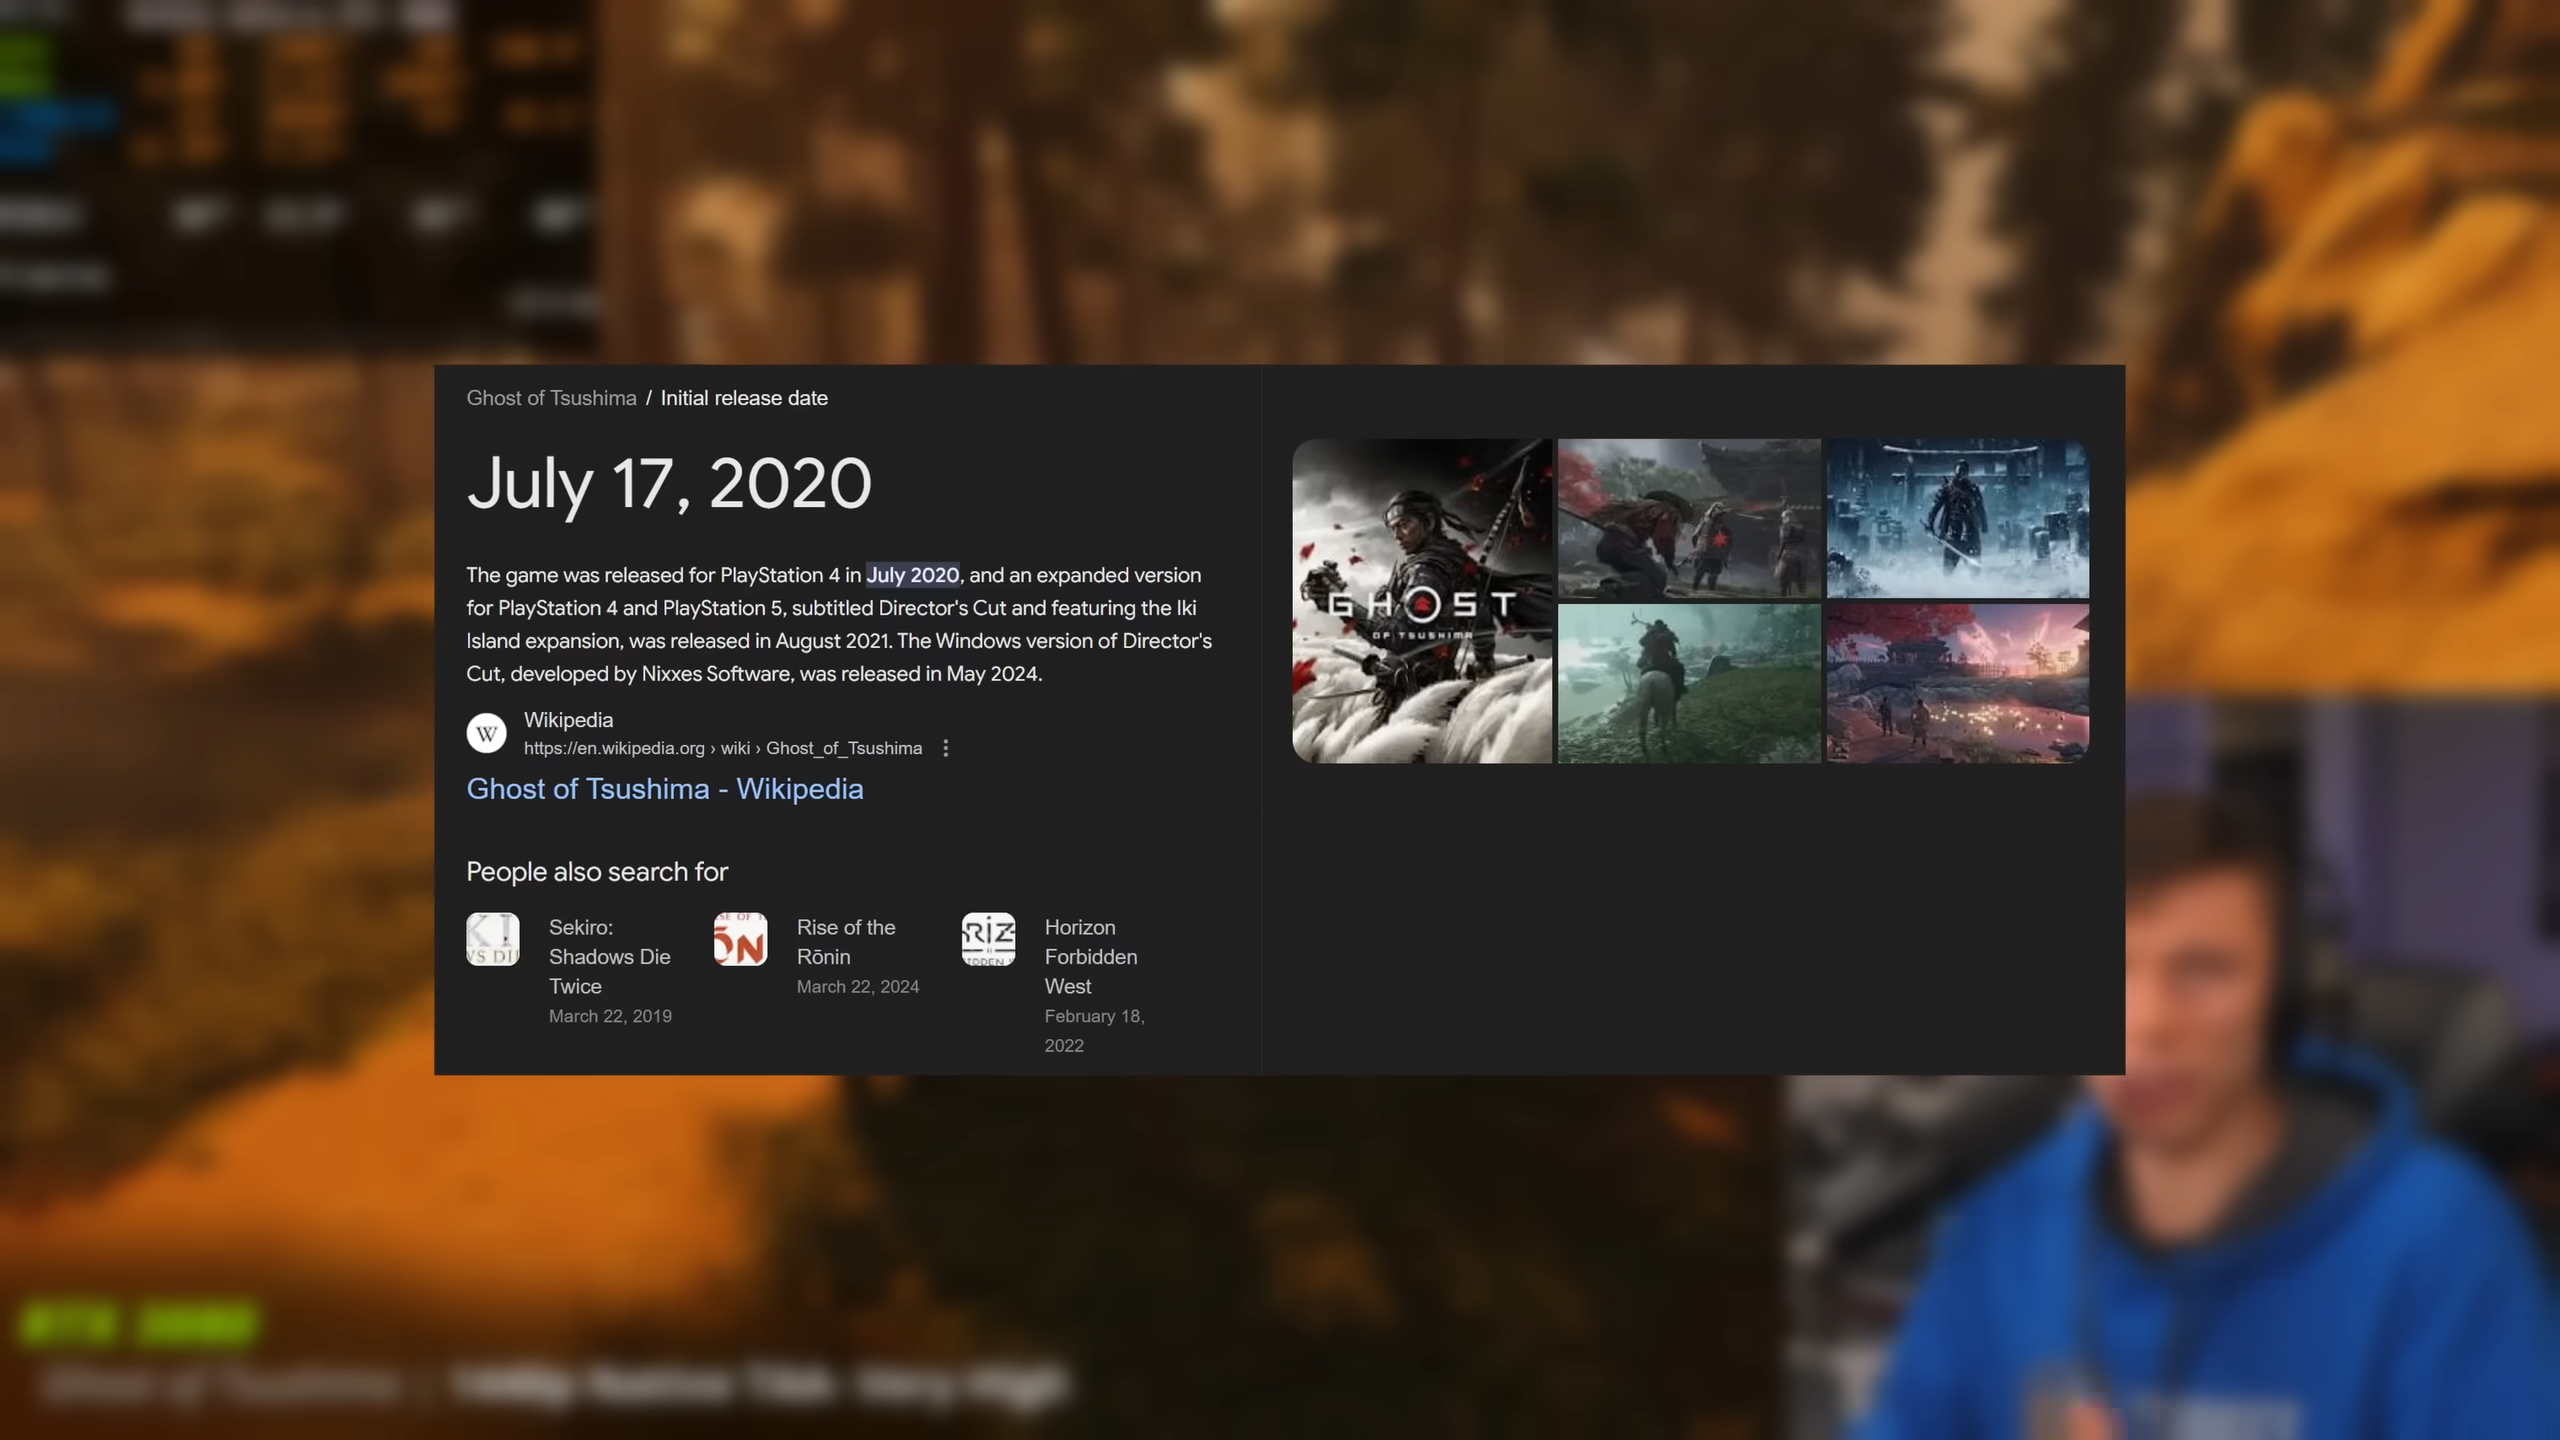 Ghost of Tsushima / Initial release date
July 17, 2020
The game was released for PlayStation 4 in July 2020, and an expanded version
for PlayStation 4 and PlayStation 5, subtitled Director's Cut and featuring the Iki
Island expansion, was released in August 2021. The Windows version of Director's
Cut, developed by Nixxes Software, was released in May 2024.
W
Wikipedia
https://en.wikipedia.org › wiki › Ghost_of_Tsushima
Ghost of Tsushima - Wikipedia
People also search for
Sekiro:
Shadows Die
Twice
March 22, 2019
Rise of the
Rōnin
March 22, 2024
Horizon
Forbidden
West
February 18,
2022
GHOST
OF TSUSHIMA
Ghost of Tsushima